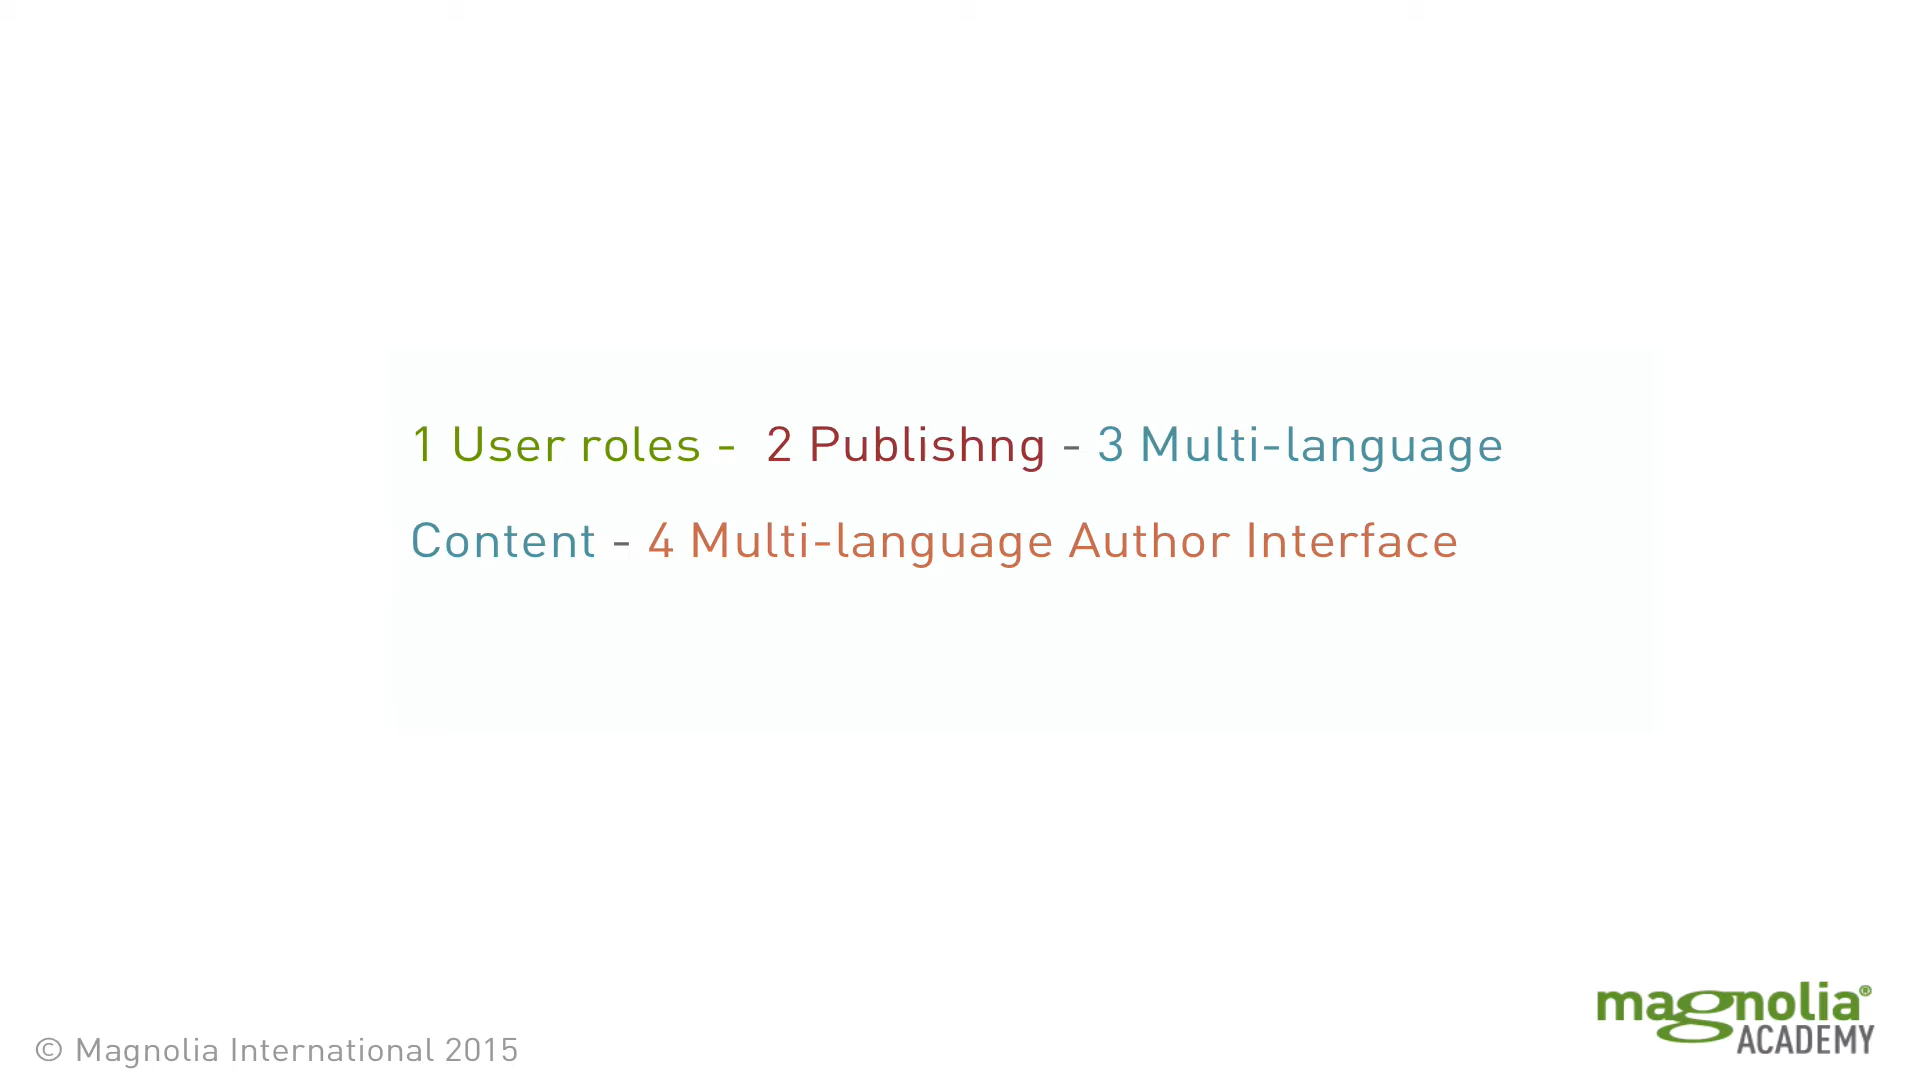 1 User roles - 2 Publishng - 3 Multi-language
Content - 4 Multi-language Author Interface
magnolia®
ACADEMY
© Magnolia International 2015